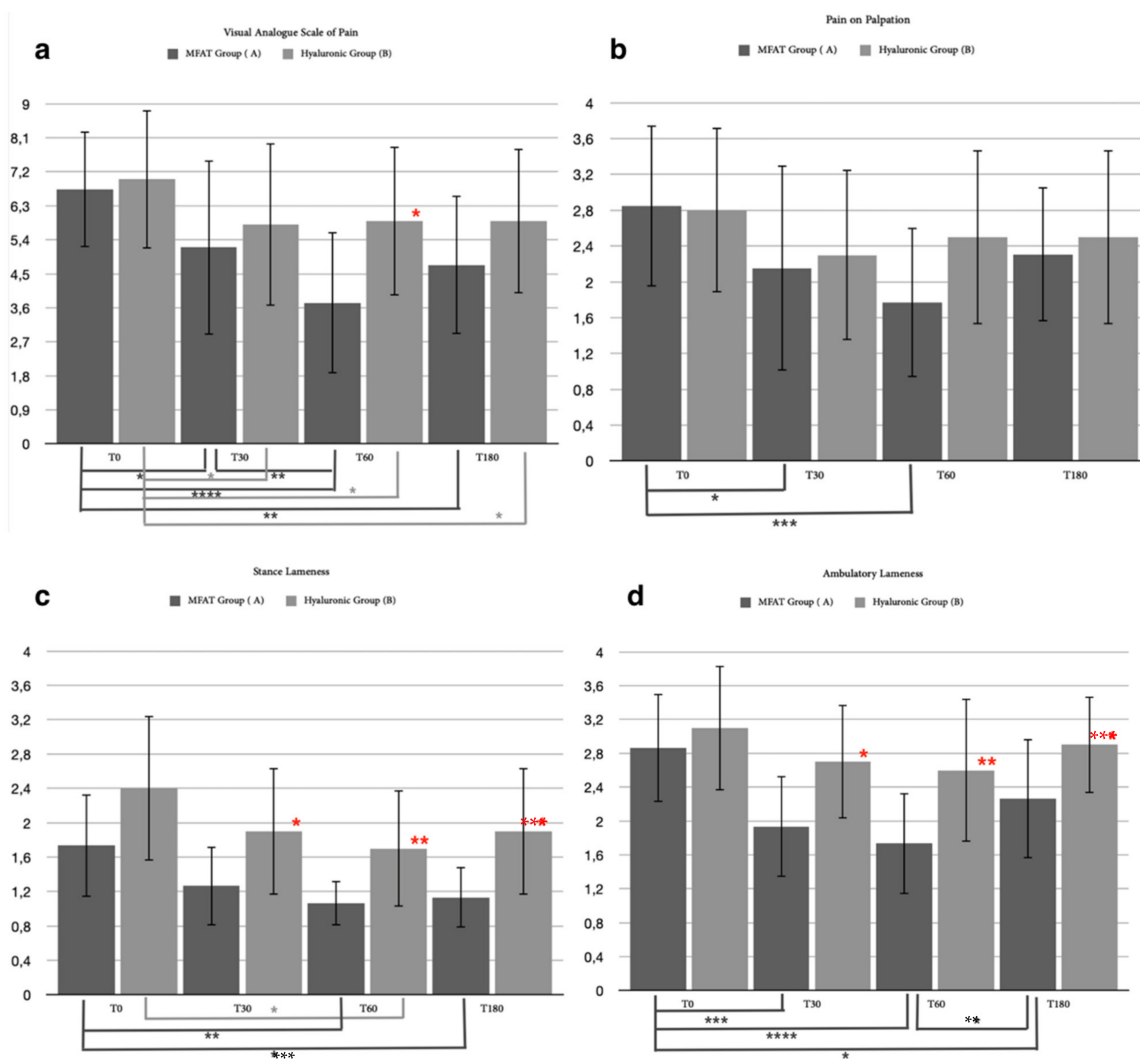 a
Visual Analogue Scale of Pain
MFAT Group ( A) Hyaluronic Group (B)
9
8,1
7,2
6,3
5,4
4,5
3,6
2,7
1,8
0,9
0
*
T0 T30 T60 T180
* * **
**** *
** *
b
Pain on Palpation
MFAT Group (A) Hyaluronic Group (B)
4
3,6
3,2
2,8
2,4
2
1,6
1,2
0,8
0,4
0
T0 T30 T60 T180
*
***
c
Stance Lameness
MFAT Group ( A) Hyaluronic Group (B)
4
3,6
3,2
2,8
2,4
2
1,6
1,2
0,8
0,4
0
* ** ***
T0 T30 T60 T180
*
**
***
d
Ambulatory Lameness
MFAT Group ( A) Hyaluronic Group (B)
4
3,6
3,2
2,8
2,4
2
1,6
1,2
0,8
0,4
0
* ** ***
T0 T30 T60 T180
*** **
****
*